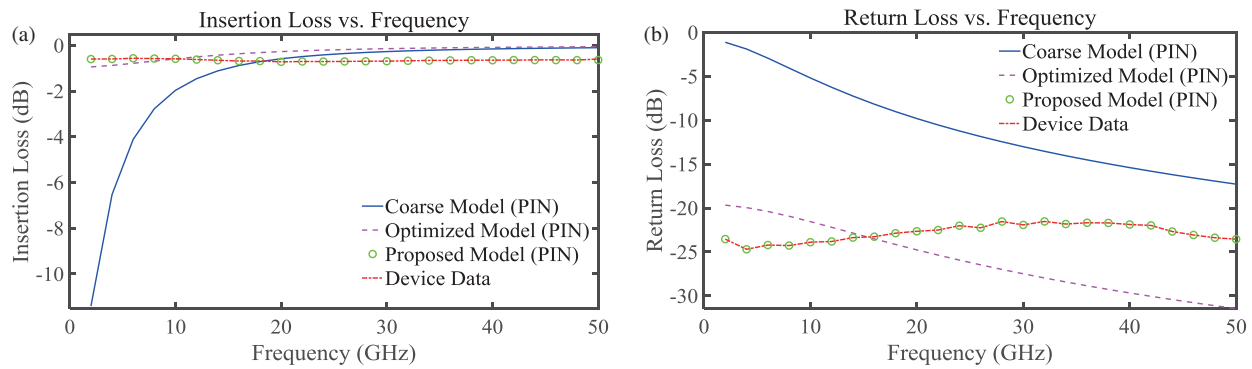 (a)
Insertion Loss vs. Frequency
0
-2
-4
-6
-8
-10
Insertion Loss (dB)
Coarse Model (PIN)
Optimized Model (PIN)
Proposed Model (PIN)
Device Data
0
10
20
30
40
50
Frequency (GHz)
(b)
Return Loss vs. Frequency
0
-5
-10
-15
-20
-25
-30
Return Loss (dB)
Coarse Model (PIN)
Optimized Model (PIN)
Proposed Model (PIN)
Device Data
0
10
20
30
40
50
Frequency (GHz)